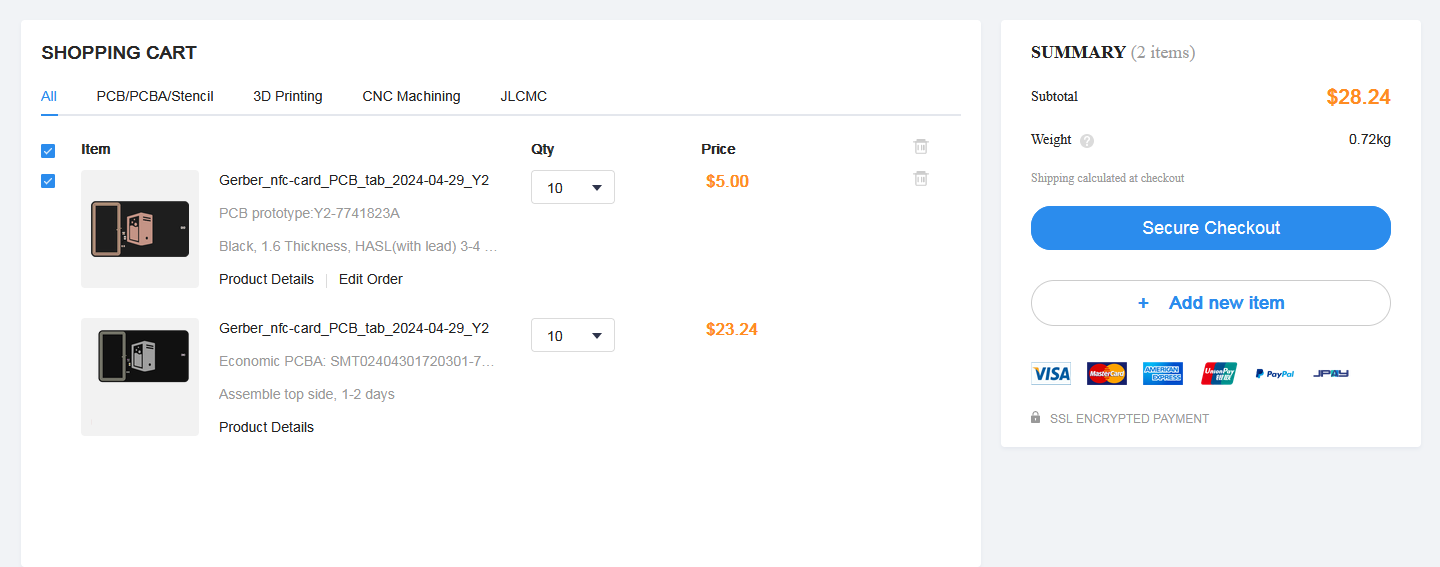 SHOPPING CART
All PCB/PCBA/Stencil 3D Printing CNC Machining JLCMC
Item Qty Price
Gerber_nfc-card_PCB_tab_2024-04-29_Y2 10 $5.00
PCB prototype:Y2-7741823A
Black, 1.6 Thickness, HASL(with lead) 3-4 ...
Product Details Edit Order
Gerber_nfc-card_PCB_tab_2024-04-29_Y2 10 $23.24
Economic PCBA: SMT02404301720301-7...
Assemble top side, 1-2 days
Product Details
SUMMARY (2 items)
Subtotal $28.24
Weight ? 0.72kg
Shipping calculated at checkout
Secure Checkout
+ Add new item
VISA MasterCard AMERICAN EXPRESS UnionPay 银联 PayPal JPAY
SSL ENCRYPTED PAYMENT